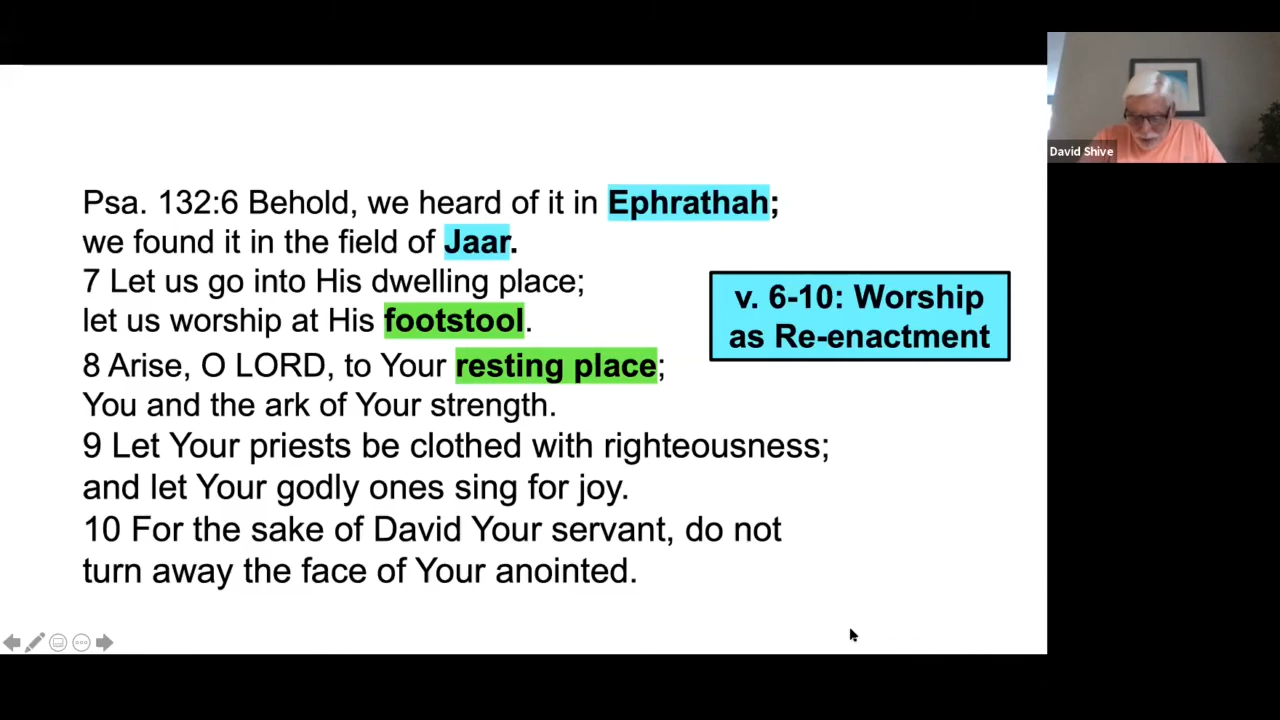 Psa. 132:6 Behold, we heard of it in Ephrathah;
we found it in the field of Jaar.
7 Let us go into His dwelling place;
let us worship at His footstool.
8 Arise, O LORD, to Your resting place;
You and the ark of Your strength.
9 Let Your priests be clothed with righteousness;
and let Your godly ones sing for joy.
10 For the sake of David Your servant, do not
turn away the face of Your anointed.
v. 6-10: Worship
as Re-enactment
David Shive